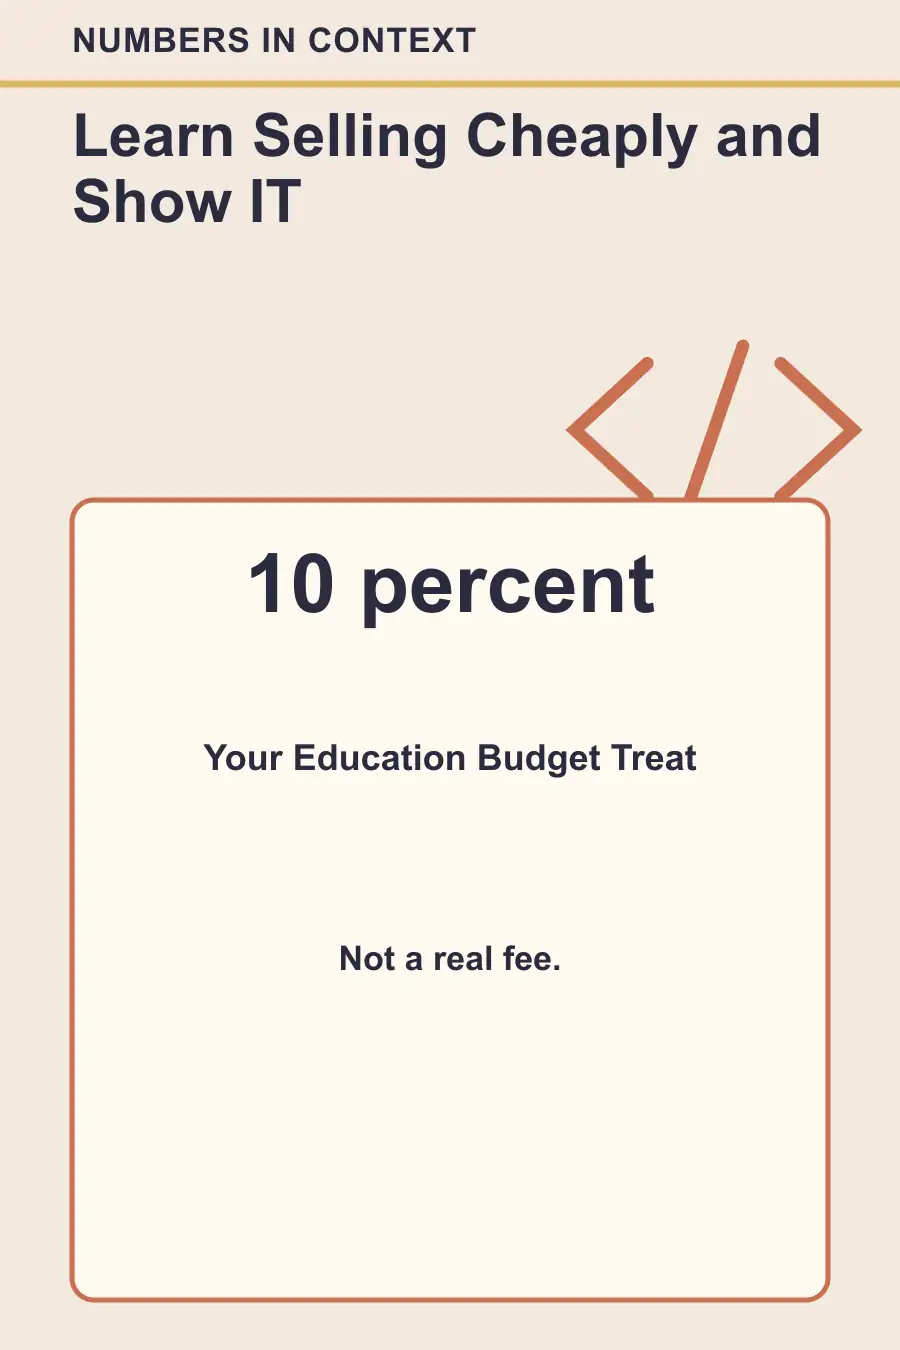 NUMBERS IN CONTEXT
Learn Selling Cheaply and
Show IT
10 percent
Your Education Budget Treat
Not a real fee.